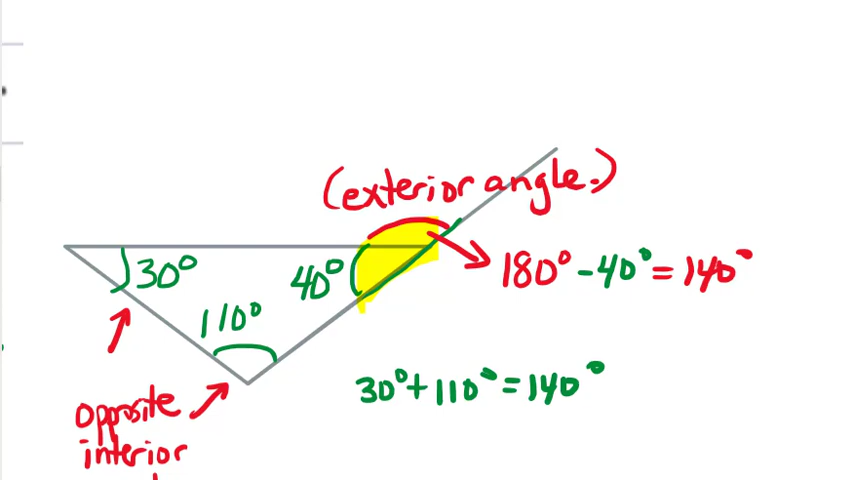 (exterior angle.)
30°
40°
180° - 40° = 140°
110°
30° + 110° = 140°
opposite
interior